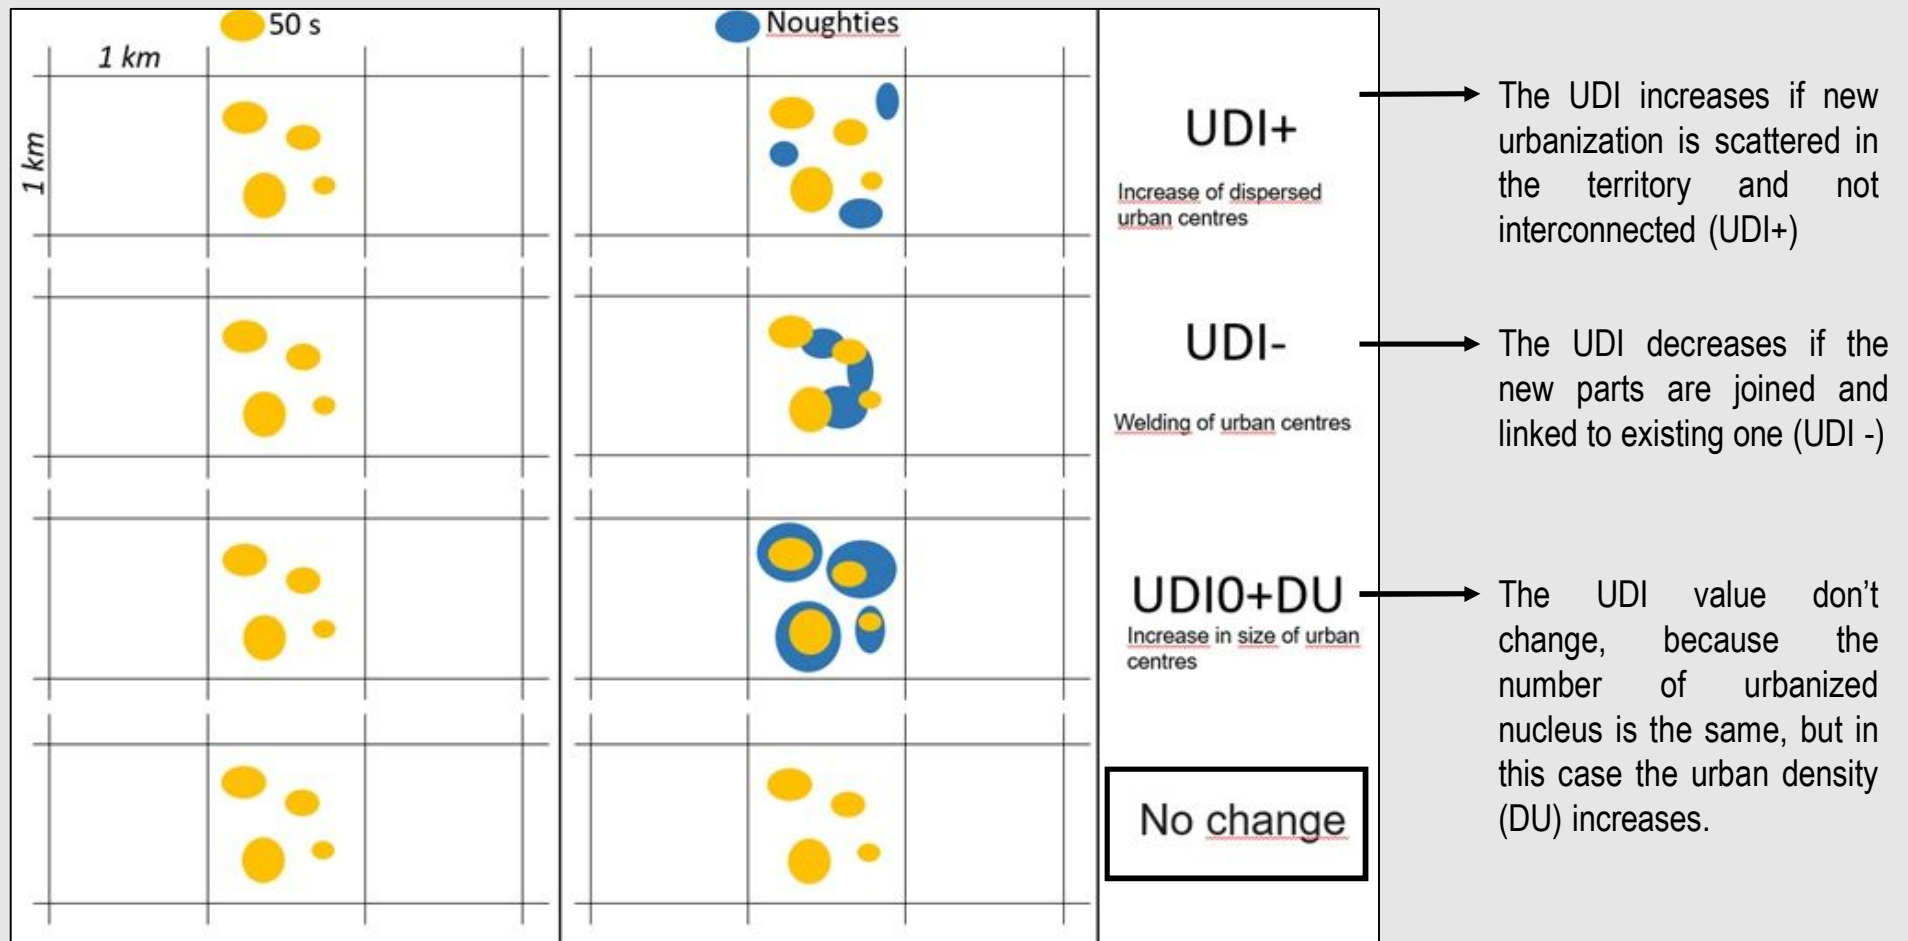 50 s
Noughties
1 km
1 km
UDI+
Increase of dispersed
urban centres
The UDI increases if new
urbanization is scattered in
the territory and not
interconnected (UDI+)
UDI-
Welding of urban centres
The UDI decreases if the
new parts are joined and
linked to existing one (UDI -)
UDI0+DU
Increase in size of urban
centres
The UDI value don’t
change, because the
number of urbanized
nucleus is the same, but in
this case the urban density
(DU) increases.
No change